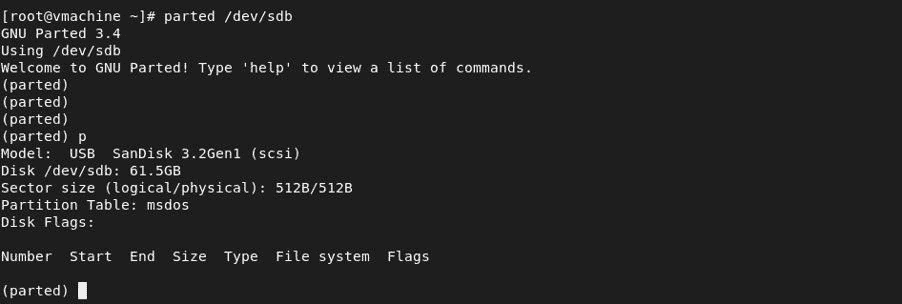 [root@vmachine ~]# parted /dev/sdb
GNU Parted 3.4
Using /dev/sdb
Welcome to GNU Parted! Type 'help' to view a list of commands.
(parted)
(parted)
(parted)
(parted) p
Model:  USB  SanDisk 3.2Gen1 (scsi)
Disk /dev/sdb: 61.5GB
Sector size (logical/physical): 512B/512B
Partition Table: msdos
Disk Flags:
Number  Start  End  Size  Type  File system  Flags
(parted)